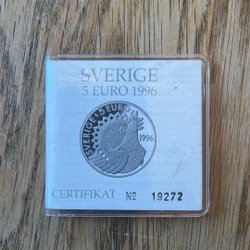 SVERIGE
5 EURO 1996
SVERIGE 5 EURO
1996
CERTIFIKAT № 19272